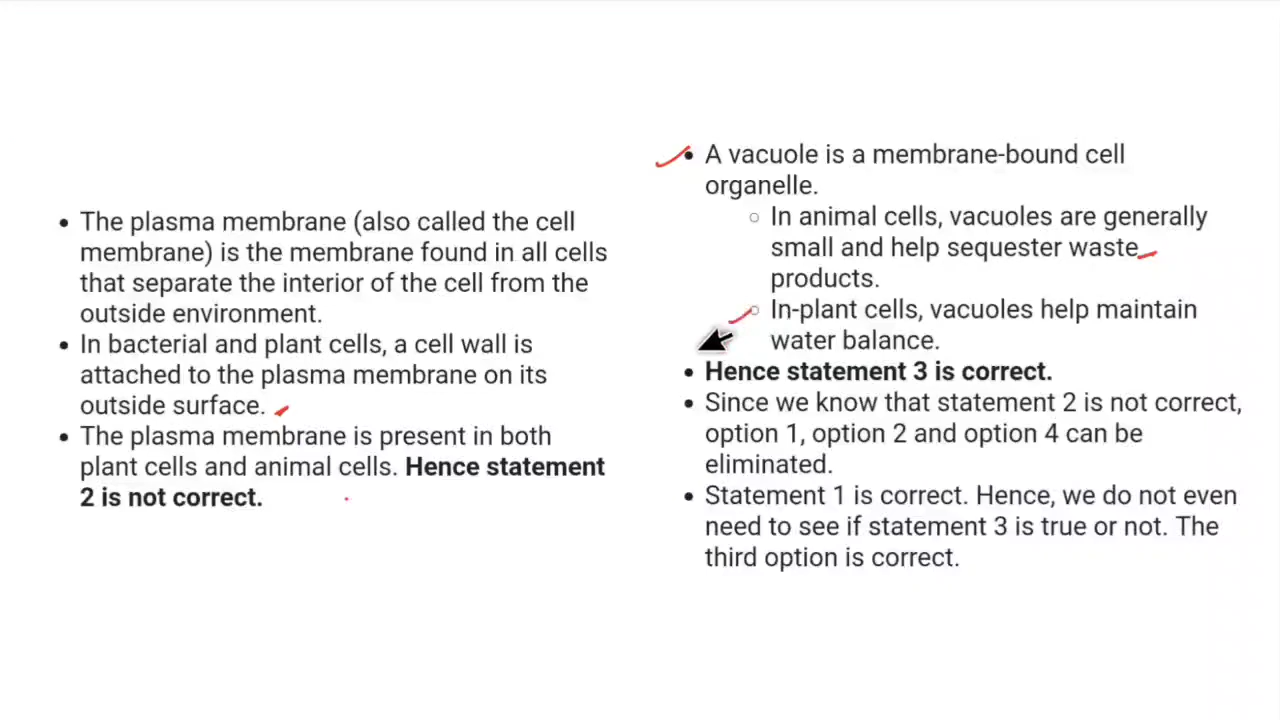 The plasma membrane (also called the cell
membrane) is the membrane found in all cells
that separate the interior of the cell from the
outside environment.
In bacterial and plant cells, a cell wall is
attached to the plasma membrane on its
outside surface.
The plasma membrane is present in both
plant cells and animal cells. Hence statement
2 is not correct.
A vacuole is a membrane-bound cell
organelle.
In animal cells, vacuoles are generally
small and help sequester waste
products.
In-plant cells, vacuoles help maintain
water balance.
Hence statement 3 is correct.
Since we know that statement 2 is not correct,
option 1, option 2 and option 4 can be
eliminated.
Statement 1 is correct. Hence, we do not even
need to see if statement 3 is true or not. The
third option is correct.